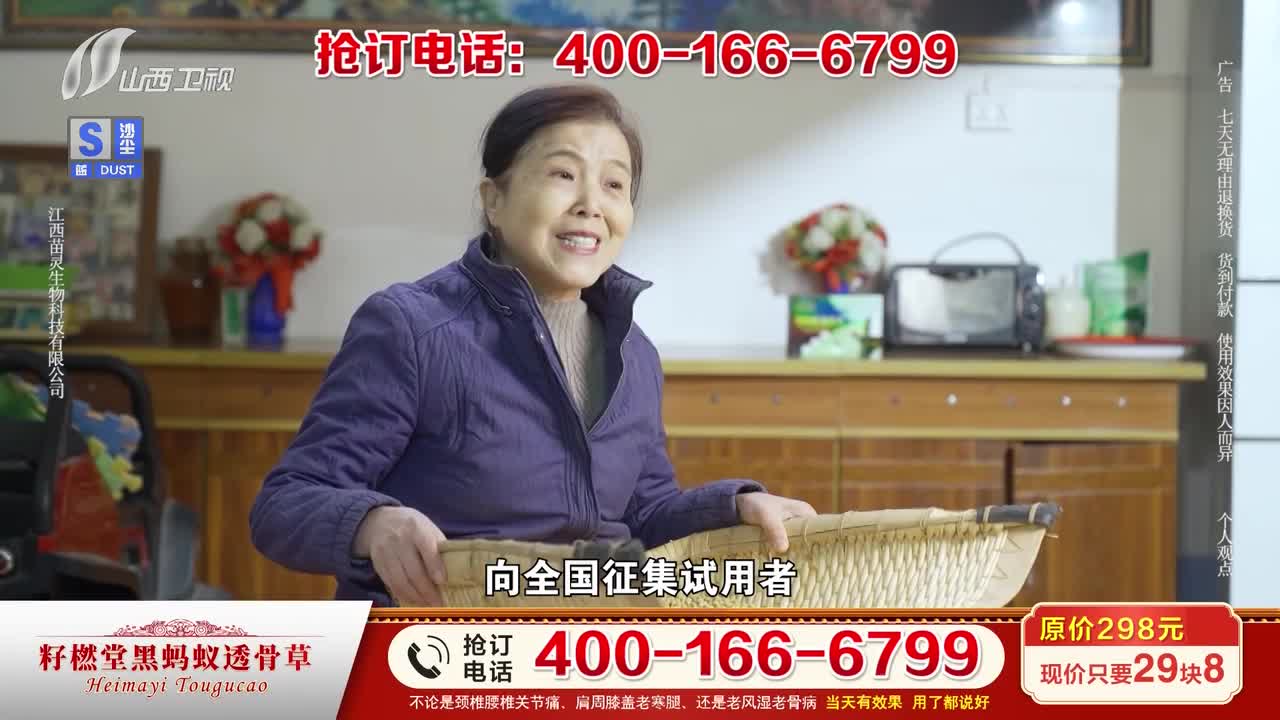 抢订电话：400-166-6799
山西卫视
S
沙尘
蓝
DUST
江西苗灵生物科技有限公司
广告 七天无理由退换货 货到付款 使用效果因人而异 个人观点
向全国征集试用者
籽燃堂黑蚂蚁透骨草
Heimayi Tougucao
抢订电话 400-166-6799
原价298元
现价只要29块8
不论是颈椎腰椎关节痛、肩周膝盖老寒腿、还是老风湿老骨病 当天有效果 用了都说好